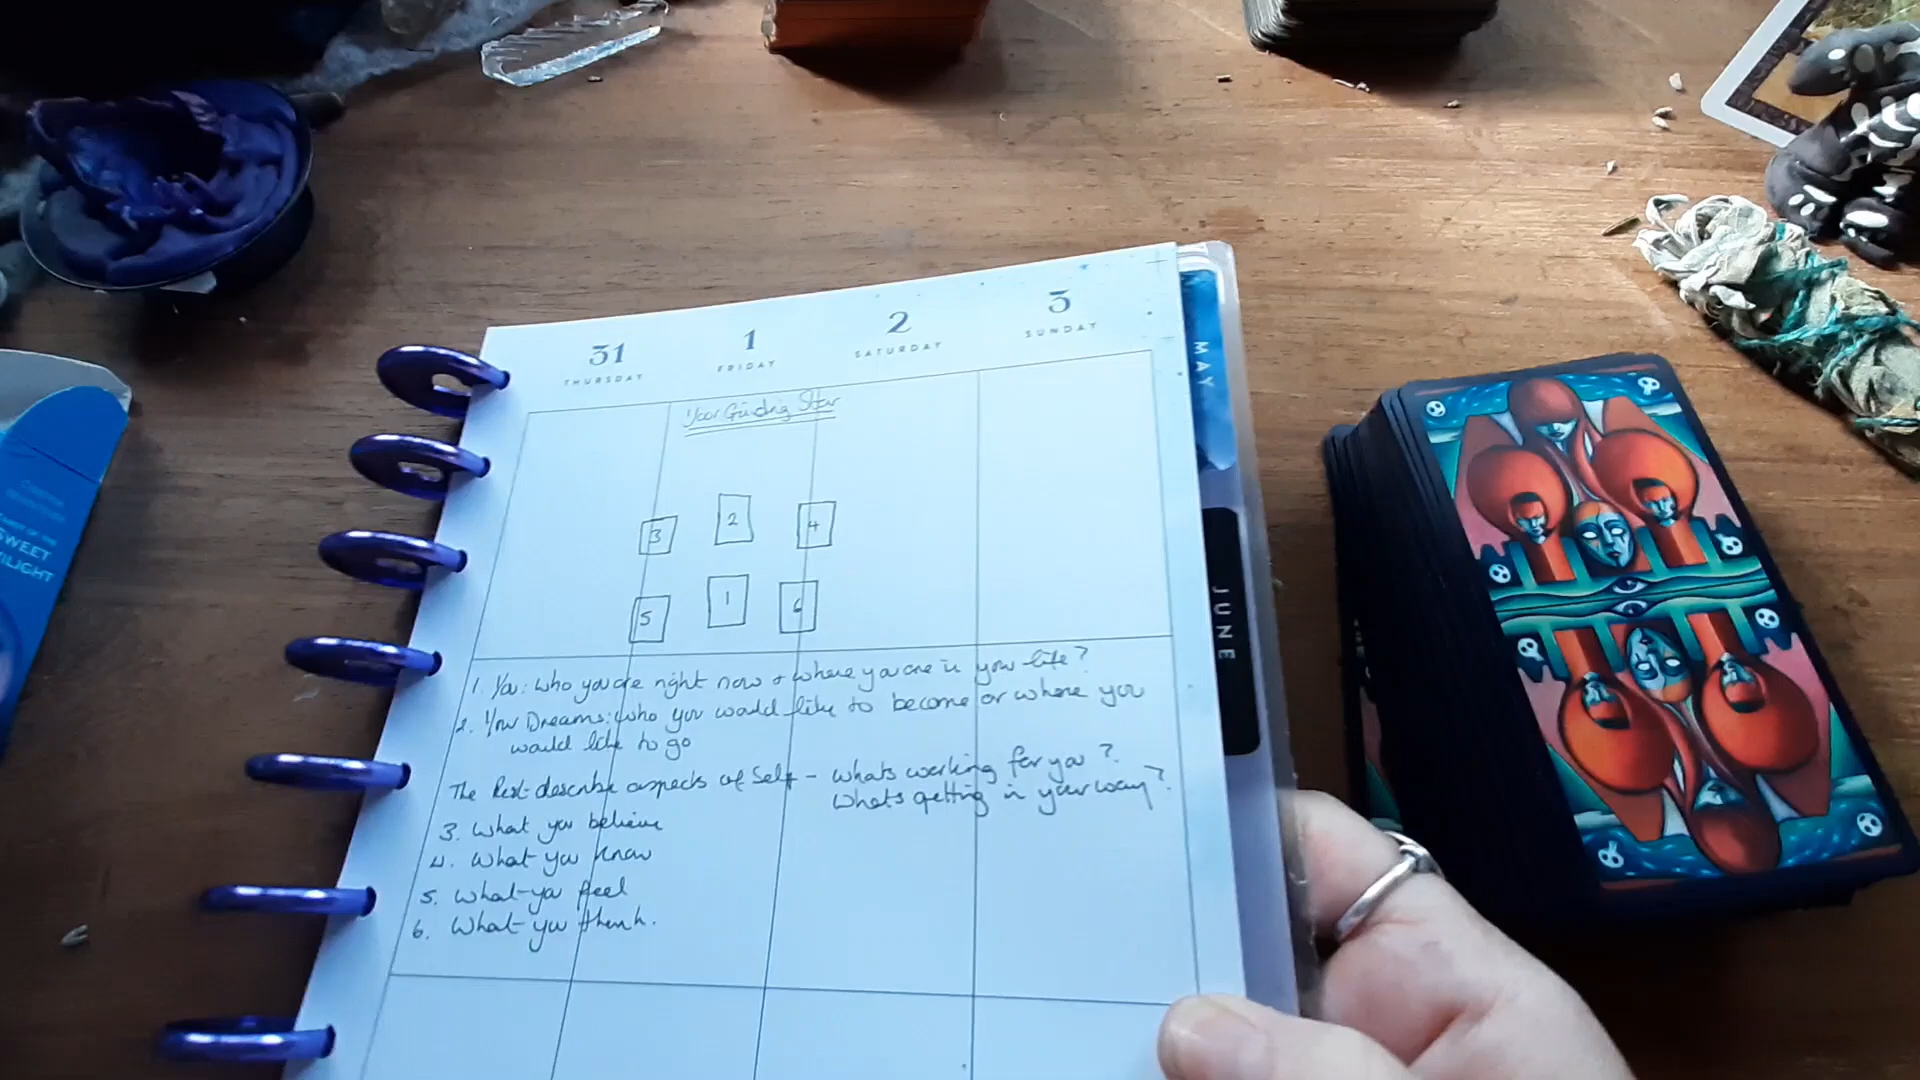 31 1 2 3
THURSDAY FRIDAY SATURDAY SUNDAY
MAY
Your Guiding Star
3 2 4
5 1 6
JUNE
1. You: who you are right now + where you are in your life?
2. Your Dreams: who you would like to become or where you
would like to go
The Rest describe aspects of Self - whats working for you?
whats getting in your way?
3. What you believe
4. What you know
5. What you feel
6. What you think.
SWEET